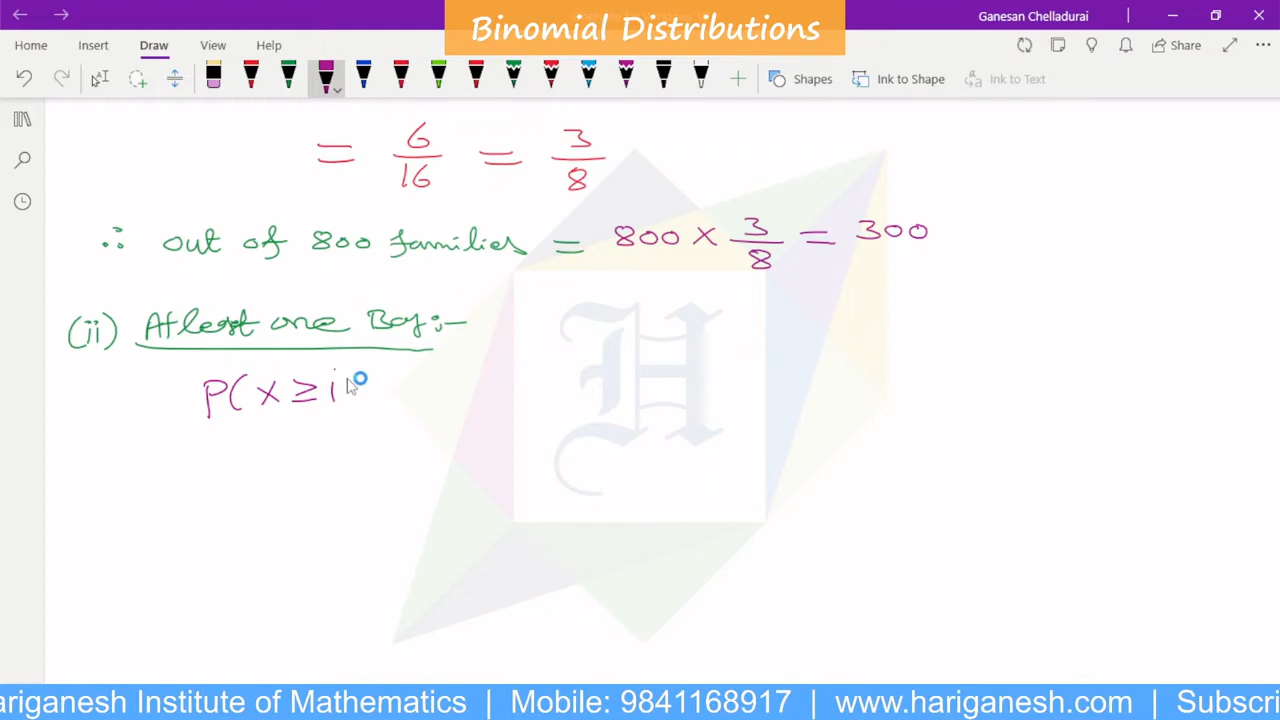 Binomial Distributions
Ganesan Chelladurai
Home Insert Draw View Help
Share
Shapes Ink to Shape Ink to Text
= 6/16 = 3/8
∴ out of 800 families = 800 × 3/8 = 300
(ii) Atleast one Boy:-
P( x ≥ i
H
ariganesh Institute of Mathematics | Mobile: 9841168917 | www.hariganesh.com | Subscri